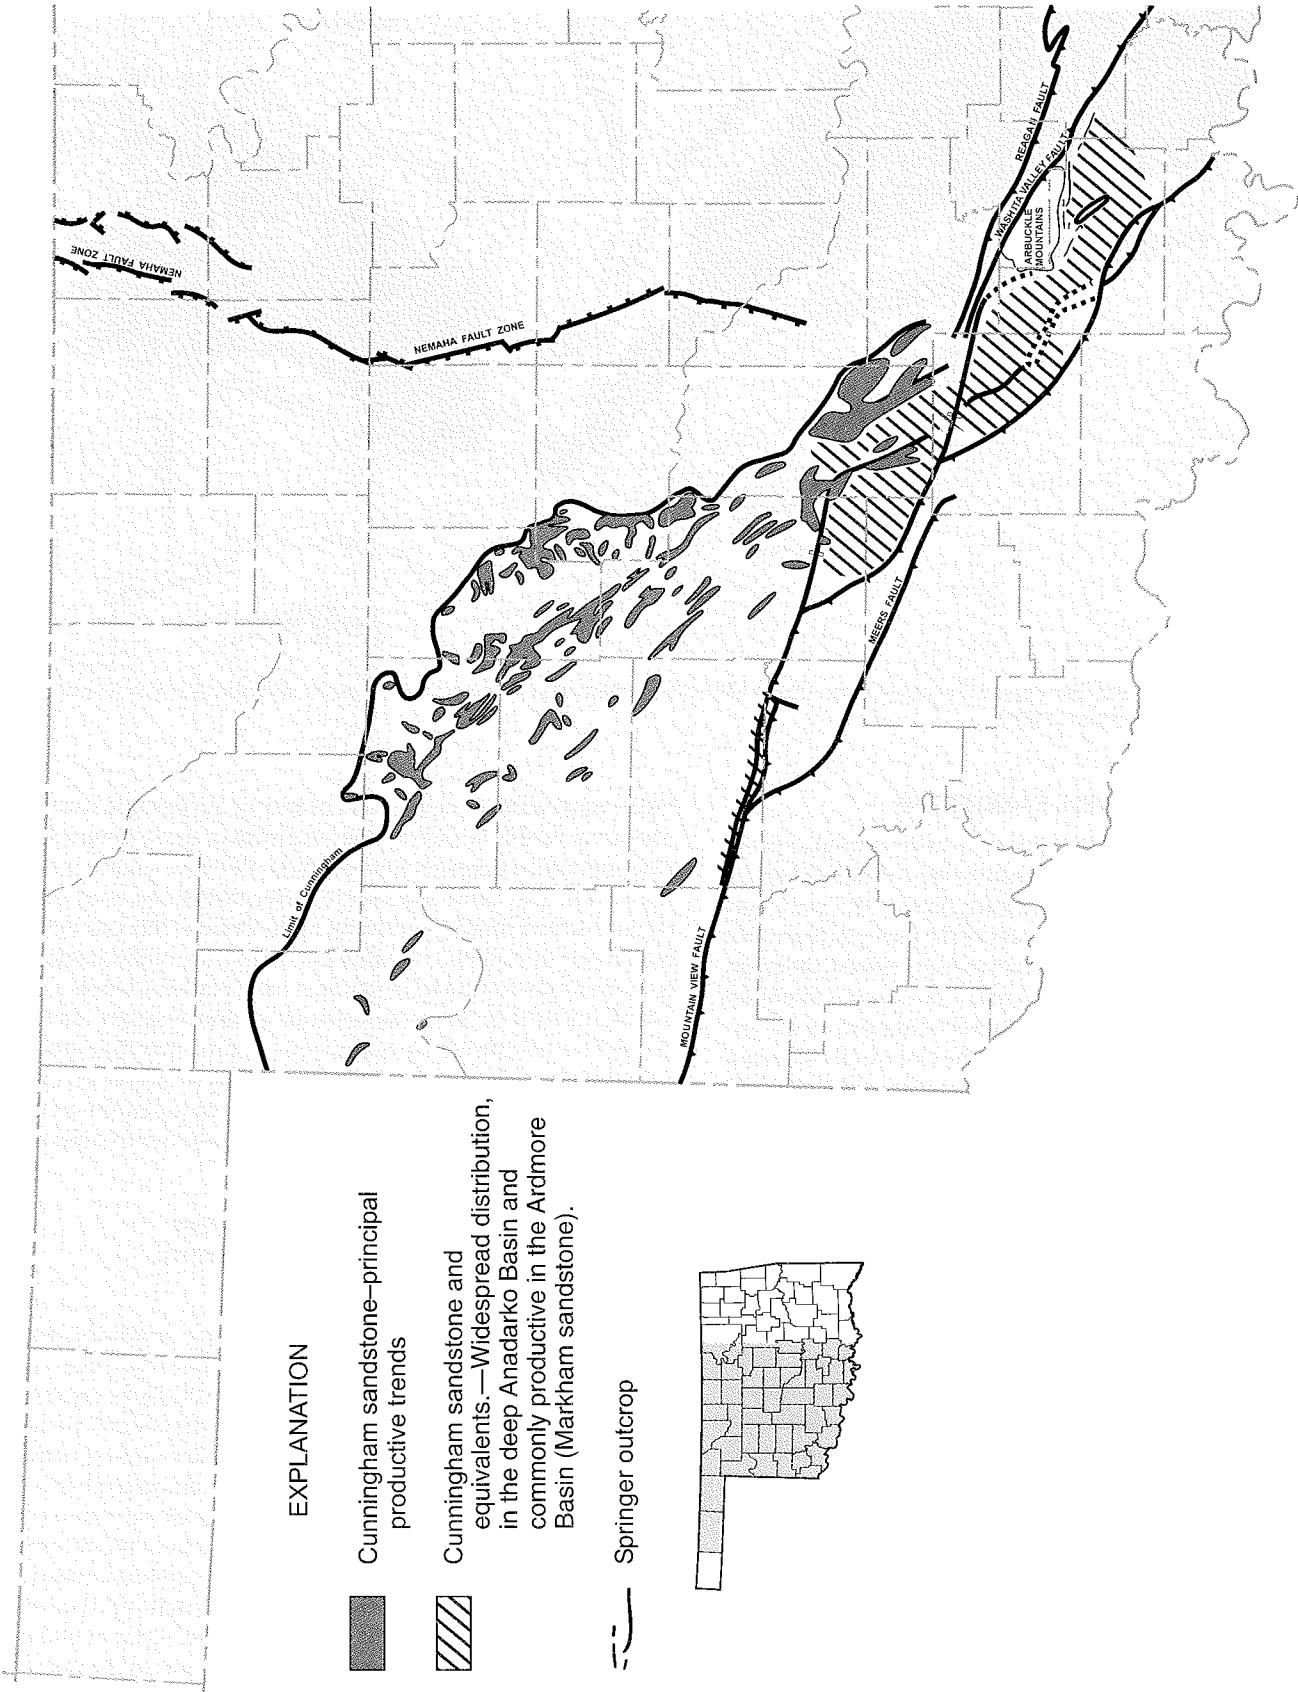 NEMAHA FAULT ZONE
NEMAHA FAULT ZONE
REAGAN FAULT
WASHITA VALLEY FAULT
ARBUCKLE
MOUNTAINS
MEERS FAULT
Limit of Cunningham
MOUNTAIN VIEW FAULT
EXPLANATION
Cunningham sandstone–principal
productive trends
Cunningham sandstone and
equivalents.—Widespread distribution,
in the deep Anadarko Basin and
commonly productive in the Ardmore
Basin (Markham sandstone).
Springer outcrop